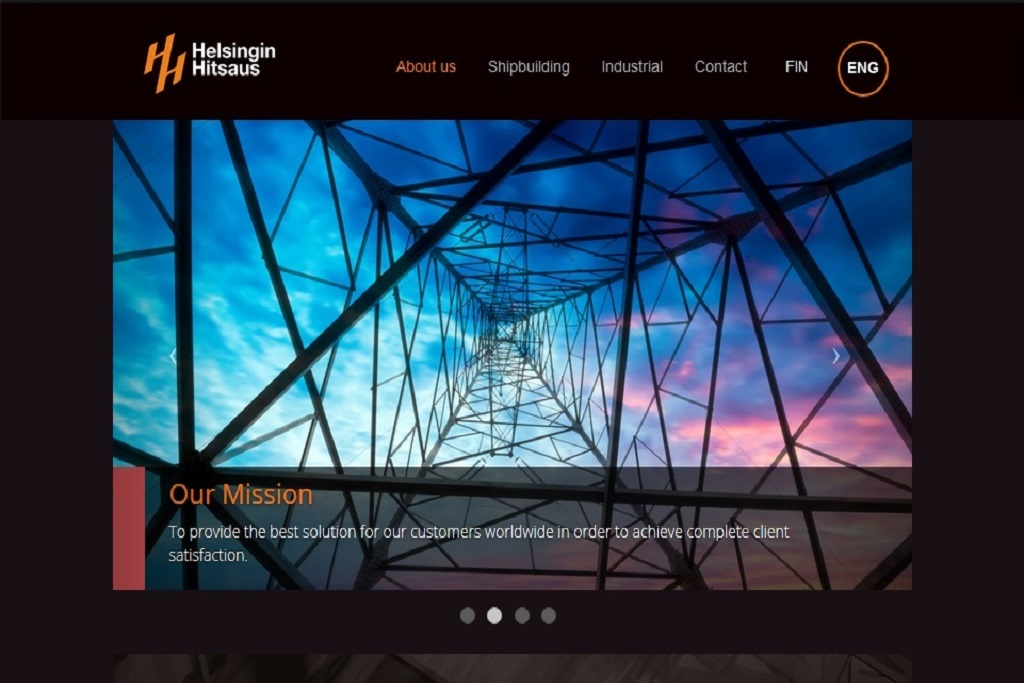 Helsingin
Hitsaus
About us
Shipbuilding
Industrial
Contact
FIN
ENG
Our Mission
To provide the best solution for our customers worldwide in order to achieve complete client
satisfaction.